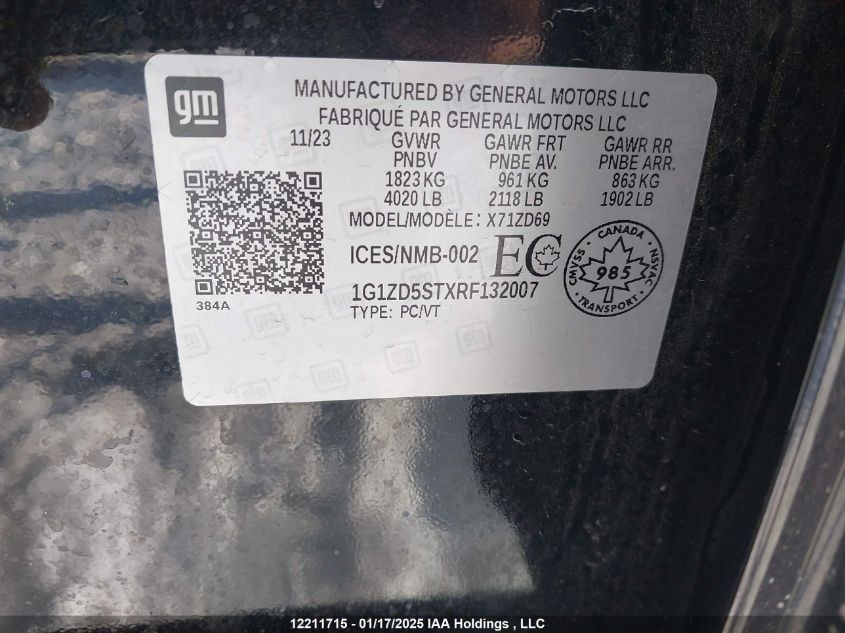 gm
MANUFACTURED BY GENERAL MOTORS LLC
FABRIQUÉ PAR GENERAL MOTORS LLC
11/23 GVWR GAWR FRT GAWR RR
PNBV PNBE AV. PNBE ARR.
1823 KG 961 KG 863 KG
4020 LB 2118 LB 1902 LB
MODEL/MODÈLE: X71ZD69
ICES/NMB-002 EC
CANADA
CMVSS 985 NSVAC
TRANSPORT
384A
1G1ZD5STXRF132007
TYPE: PC/VT
12211715 - 01/17/2025 IAA Holdings , LLC